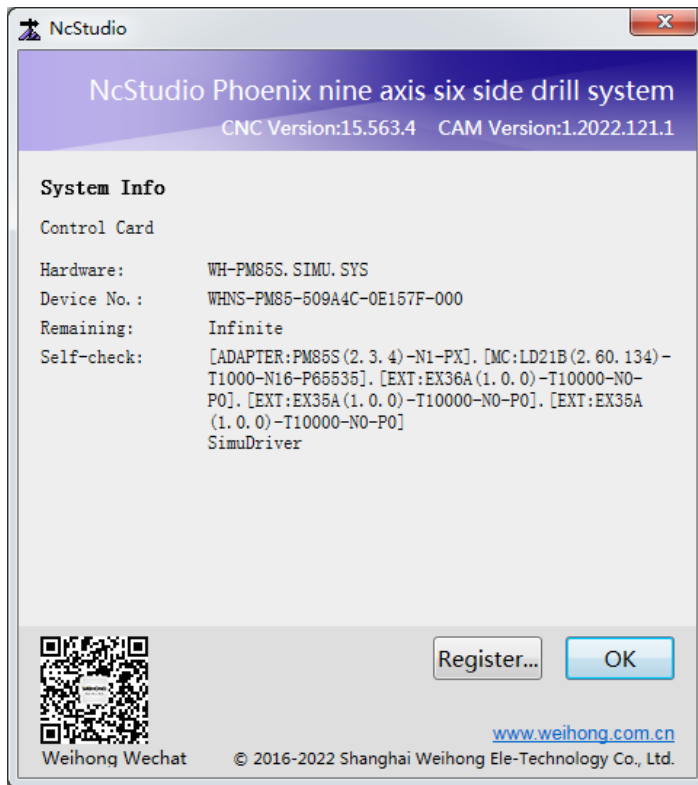 NcStudio
NcStudio Phoenix nine axis six side drill system
CNC Version:15.563.4 CAM Version:1.2022.121.1
System Info
Control Card
Hardware: WH-PM85S.SIMU.SYS
Device No.: WHNS-PM85-509A4C-0E157F-000
Remaining: Infinite
Self-check: [ADAPTER:PM85S(2.3.4)-N1-PX].[MC:LD21B(2.60.134)-
T1000-N16-P65535].[EXT:EX36A(1.0.0)-T10000-N0-
P0].[EXT:EX35A(1.0.0)-T10000-N0-P0].[EXT:EX35A
(1.0.0)-T10000-N0-P0]
SimuDriver
WEIHONG
Register...
OK
www.weihong.com.cn
Weihong Wechat
© 2016-2022 Shanghai Weihong Ele-Technology Co., Ltd.